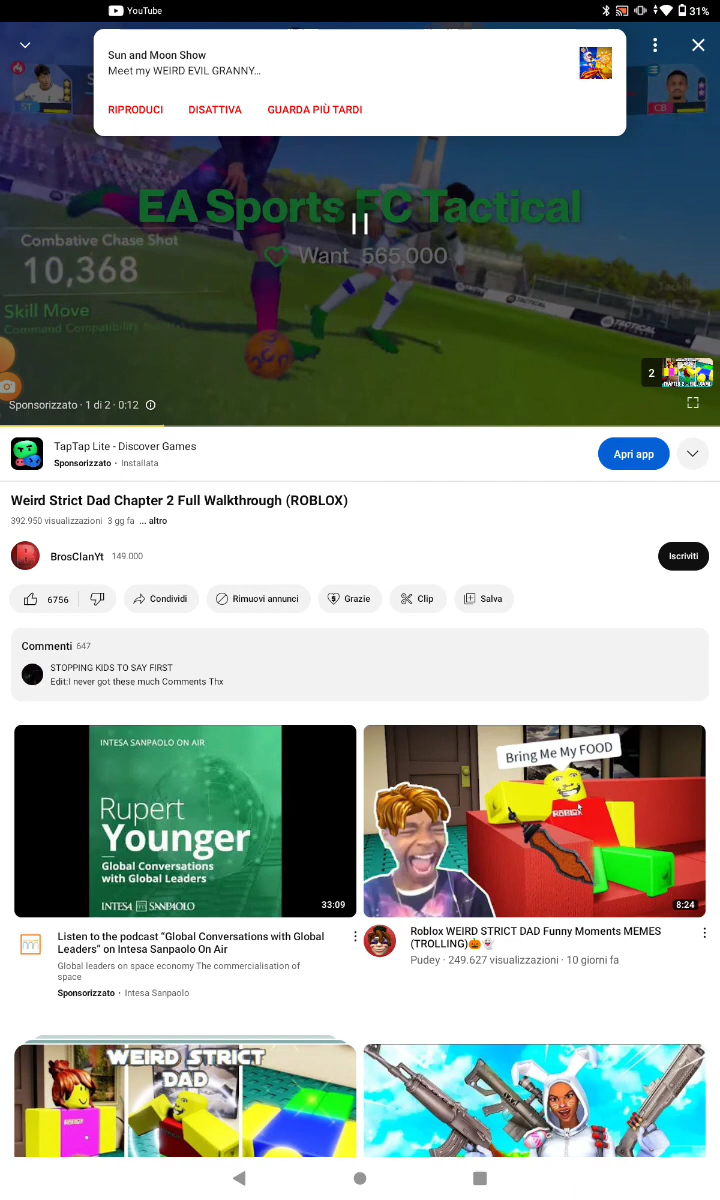 YouTube
31%
Sun and Moon Show
Meet my WEIRD EVIL GRANNY...
RIPRODUCI
DISATTIVA
GUARDA PIÙ TARDI
ST
CB
EA Sports FC Tactical
Want 565,000
Combative Chase Shot
10,368
Skill Move
TACTICAL
2
Sponsorizzato · 1 di 2 · 0:12
TapTap Lite - Discover Games
Sponsorizzato · Installata
Apri app
Weird Strict Dad Chapter 2 Full Walkthrough (ROBLOX)
392.950 visualizzazioni 3 gg fa ... altro
BrosClanYt 149.000
Iscriviti
6756
Condividi
Rimuovi annunci
Grazie
Clip
Salva
Commenti 647
STOPPING KIDS TO SAY FIRST
Edit:I never got these much Comments Thx
INTESA SANPAOLO ON AIR
Rupert
Younger
Global Conversations
with Global Leaders
INTESA SANPAOLO
33:09
Bring Me My FOOD
ROBLOX
8:24
Listen to the podcast “Global Conversations with Global
Leaders” on Intesa Sanpaolo On Air
Global leaders on space economy The commercialisation of
space
Sponsorizzato · Intesa Sanpaolo
Roblox WEIRD STRICT DAD Funny Moments MEMES
(TROLLING)🎃👻
Pudey · 249.627 visualizzazioni · 10 giorni fa
WEIRD STRICT
DAD